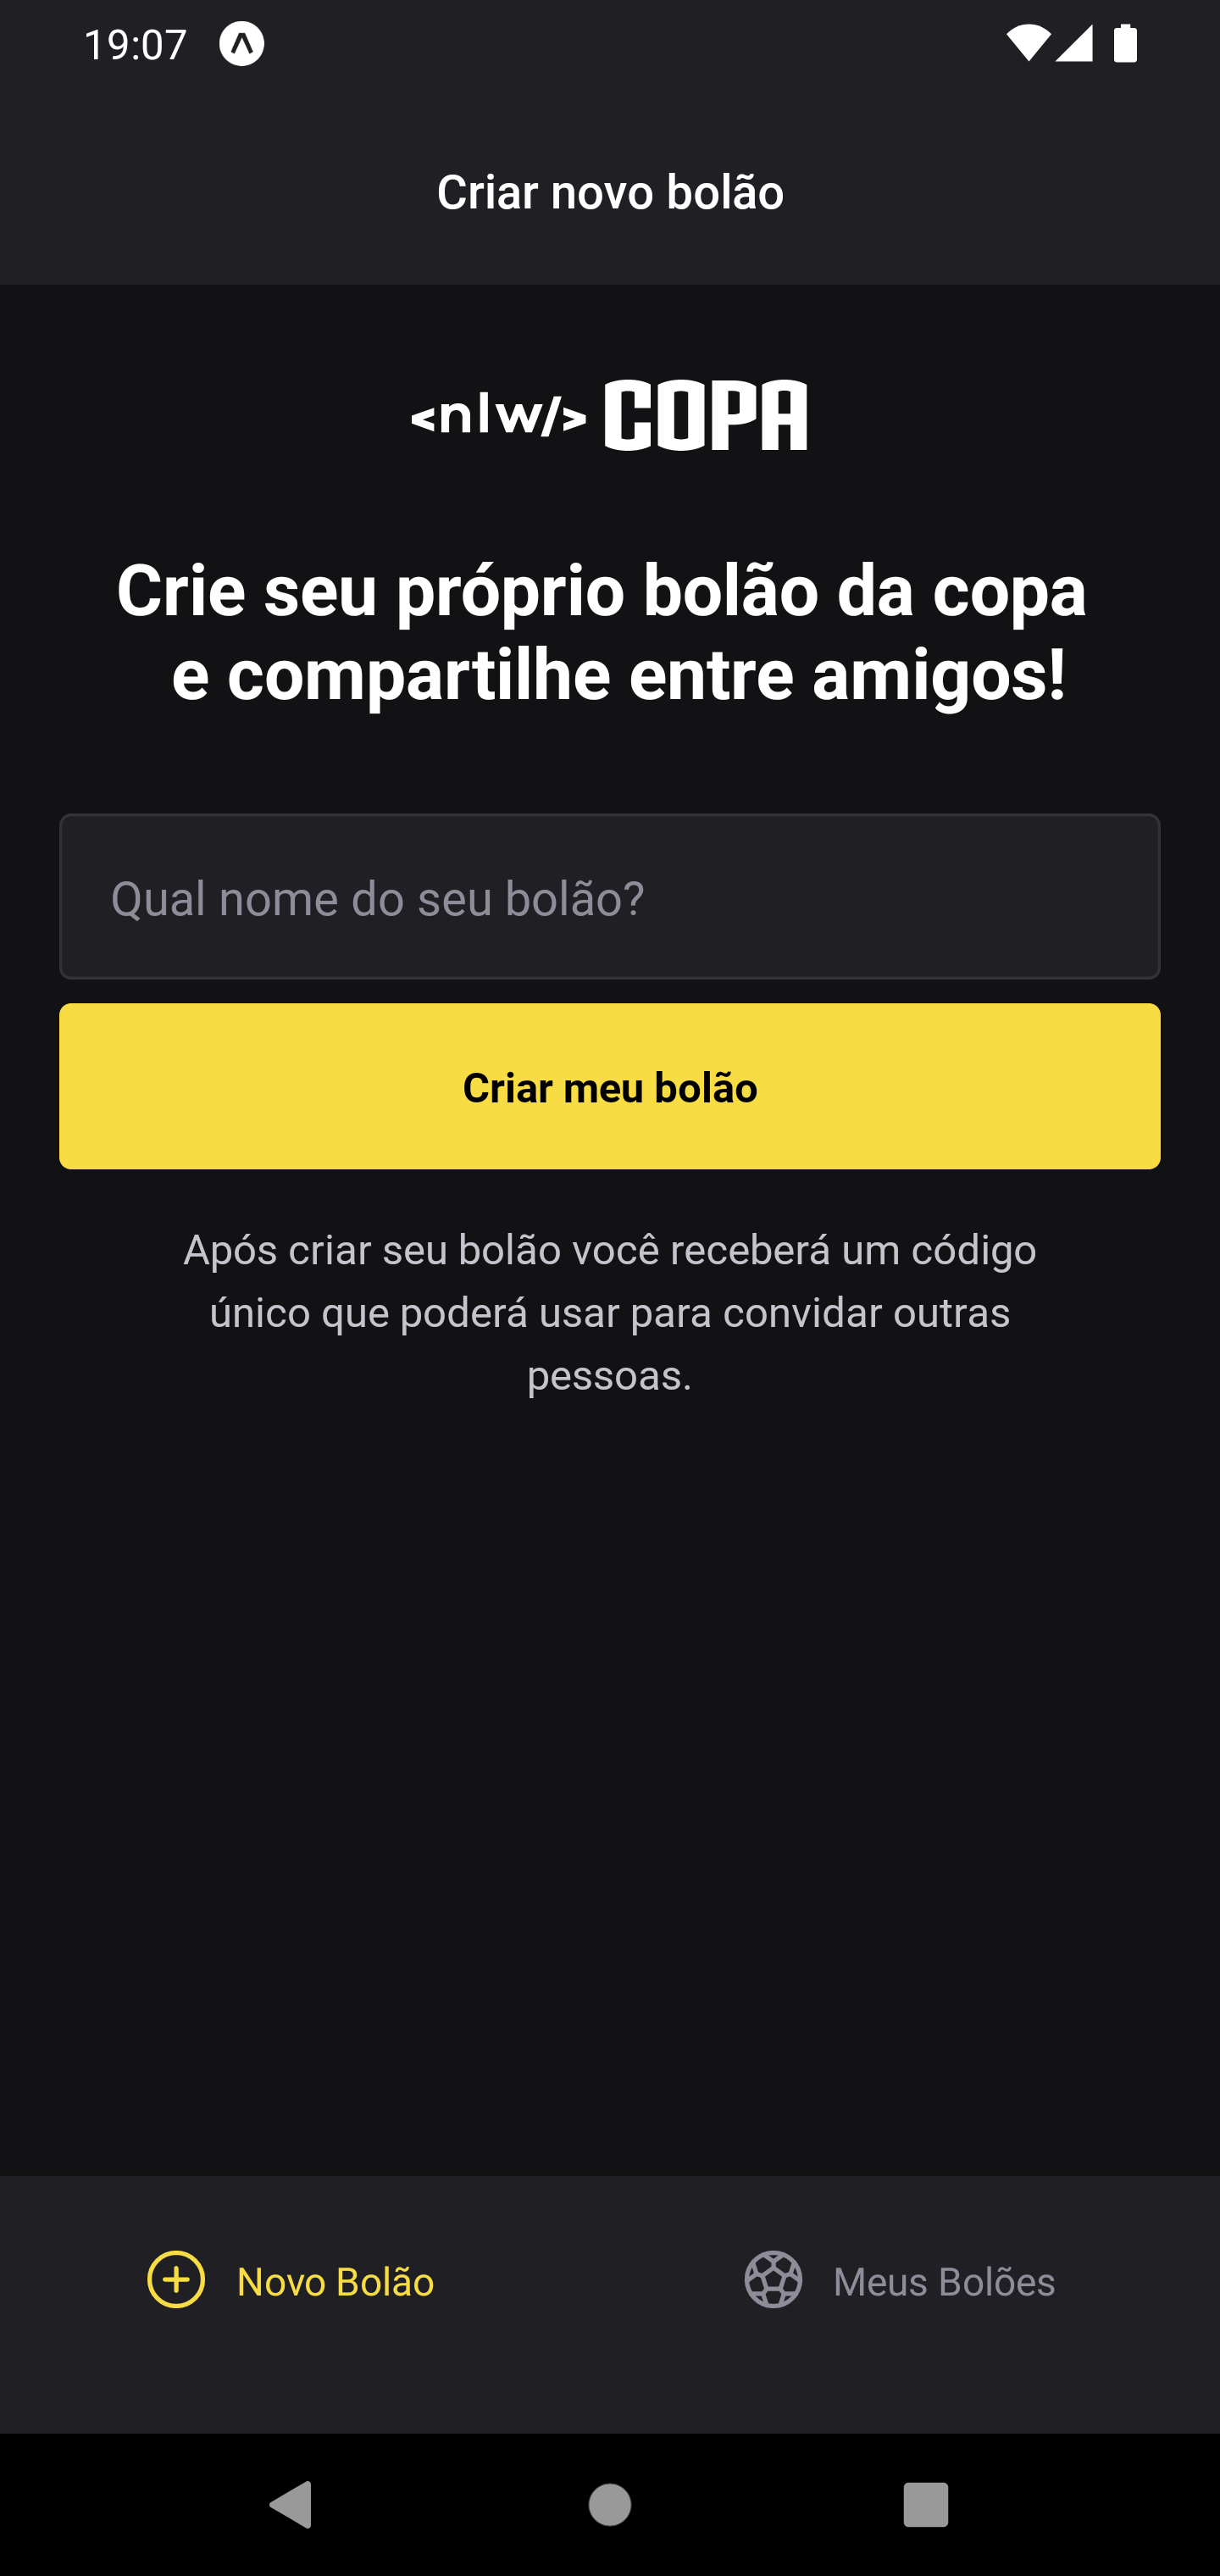 19:07
Criar novo bolão
<nlw/> COPA
Crie seu próprio bolão da copa
e compartilhe entre amigos!
Qual nome do seu bolão?
Criar meu bolão
Após criar seu bolão você receberá um código
único que poderá usar para convidar outras
pessoas.
Novo Bolão
Meus Bolões